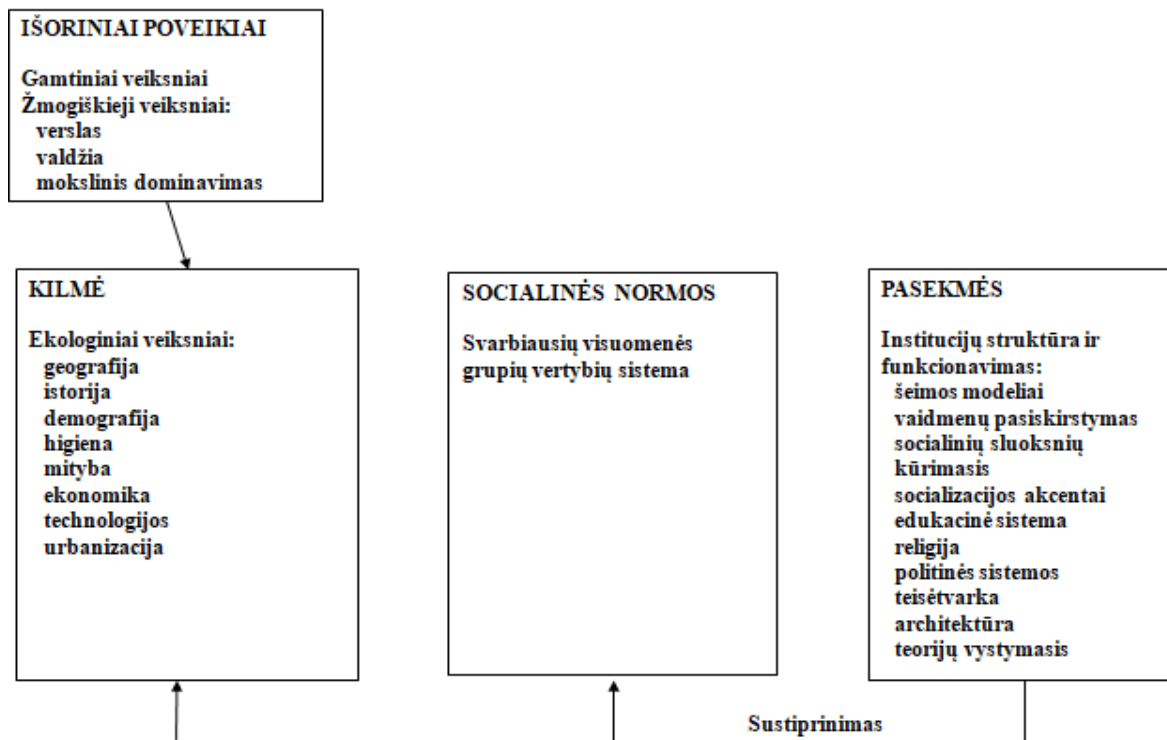 IŠORINIAI POVEIKIAI
Gamtiniai veiksniai
Žmogiškieji veiksniai:
verslas
valdžia
mokslinis dominavimas
KILMĖ
Ekologiniai veiksniai:
geografija
istorija
demografija
higiena
mityba
ekonomika
technologijos
urbanizacija
SOCIALINĖS NORMOS
Svarbiausių visuomenės
grupių vertybių sistema
PASEKMĖS
Institucijų struktūra ir
funkcionavimas:
šeimos modeliai
vaidmenų pasiskirstymas
socialinių sluoksnių
kūrimasis
socializacijos akcentai
edukacinė sistema
religija
politinės sistemos
teisėtvarka
architektūra
teorijų vystymasis
Sustiprinimas